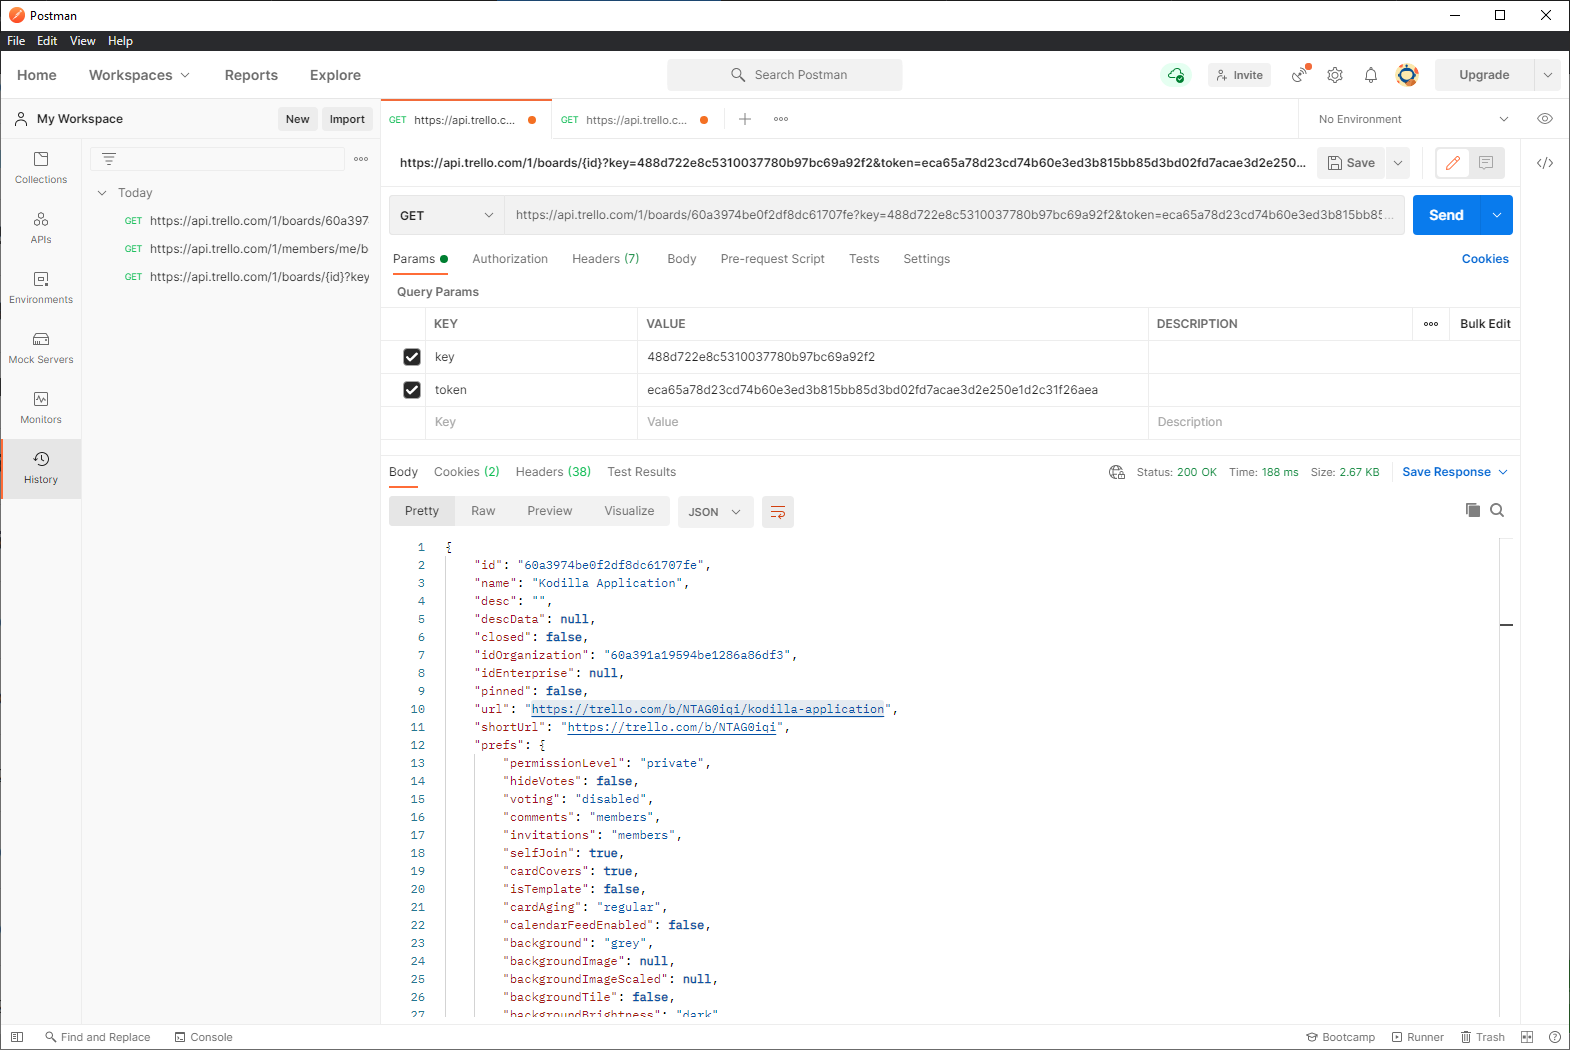 Postman
File Edit View Help
Home Workspaces Reports Explore Search Postman Invite Upgrade
My Workspace New Import GET https://api.trello.c... GET https://api.trello.c... No Environment
Collections
APIs
Environments
Mock Servers
Monitors
History
Today
GET https://api.trello.com/1/boards/60a397
GET https://api.trello.com/1/members/me/b
GET https://api.trello.com/1/boards/{id}?key
https://api.trello.com/1/boards/{id}?key=488d722e8c5310037780b97bc69a92f2&token=eca65a78d23cd74b60e3ed3b815bb85d3bd02fd7acae3d2e250... Save
GET https://api.trello.com/1/boards/60a3974be0f2df8dc61707fe?key=488d722e8c5310037780b97bc69a92f2&token=eca65a78d23cd74b60e3ed3b815bb85... Send
Params Authorization Headers (7) Body Pre-request Script Tests Settings Cookies
Query Params
KEY VALUE DESCRIPTION Bulk Edit
key 488d722e8c5310037780b97bc69a92f2
token eca65a78d23cd74b60e3ed3b815bb85d3bd02fd7acae3d2e250e1d2c31f26aea
Key Value Description
Body Cookies (2) Headers (38) Test Results Status: 200 OK Time: 188 ms Size: 2.67 KB Save Response
Pretty Raw Preview Visualize JSON
1 {
2 "id": "60a3974be0f2df8dc61707fe",
3 "name": "Kodilla Application",
4 "desc": "",
5 "descData": null,
6 "closed": false,
7 "idOrganization": "60a391a19594be1286a86df3",
8 "idEnterprise": null,
9 "pinned": false,
10 "url": "https://trello.com/b/NTAG0iqi/kodilla-application",
11 "shortUrl": "https://trello.com/b/NTAG0iqi",
12 "prefs": {
13 "permissionLevel": "private",
14 "hideVotes": false,
15 "voting": "disabled",
16 "comments": "members",
17 "invitations": "members",
18 "selfJoin": true,
19 "cardCovers": true,
20 "isTemplate": false,
21 "cardAging": "regular",
22 "calendarFeedEnabled": false,
23 "background": "grey",
24 "backgroundImage": null,
25 "backgroundImageScaled": null,
26 "backgroundTile": false,
27 "backgroundBrightness": "dark"
Find and Replace Console Bootcamp Runner Trash